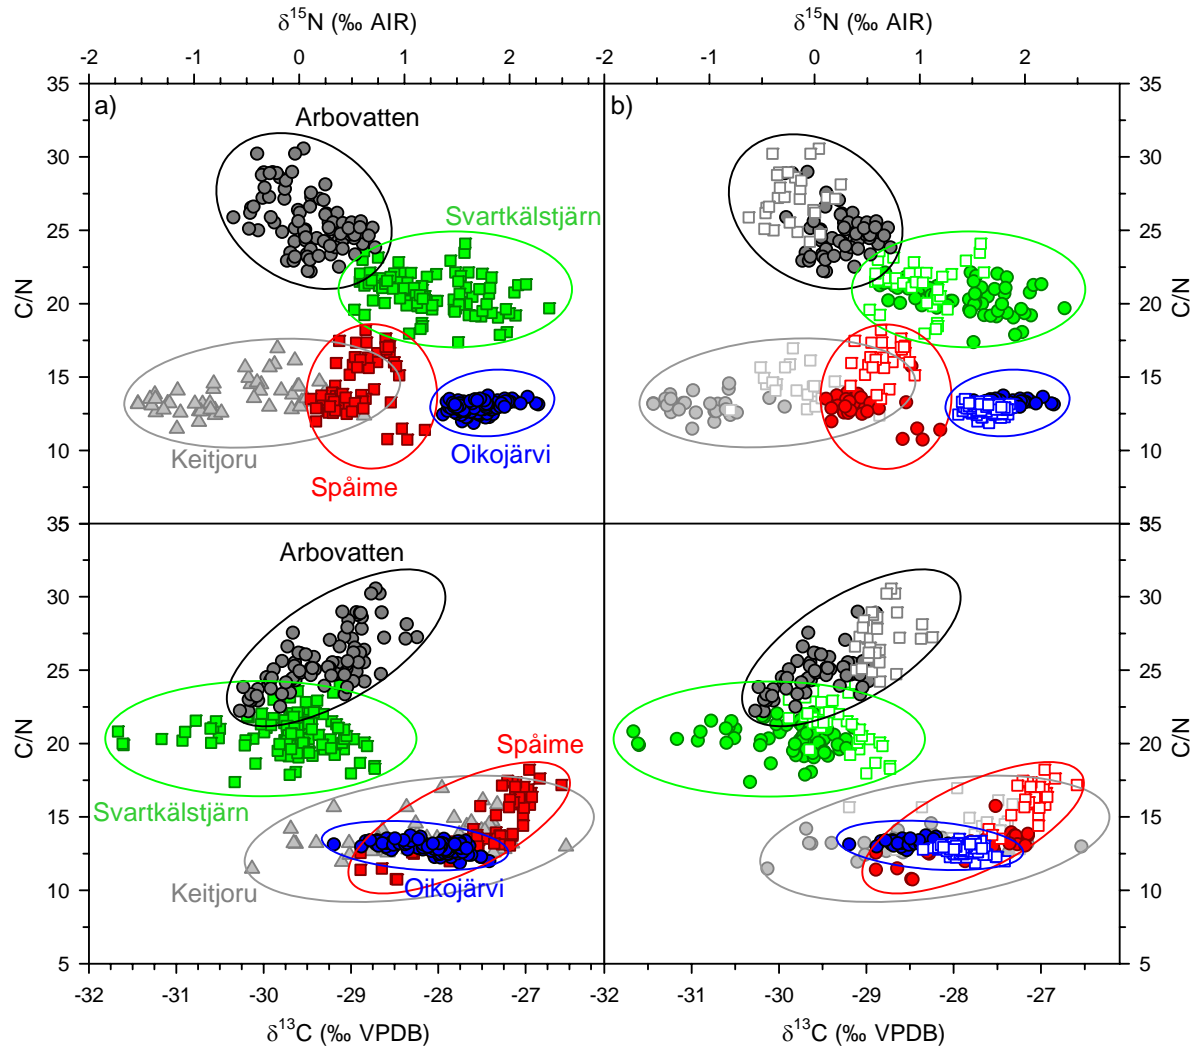 δ¹⁵N (‰ AIR) δ¹⁵N (‰ AIR)
-2 -1 0 1 2 -2 -1 0 1 2
35 a) b) 35
Arbovatten
30 30
Svartkälstjärn
25 25
C/N C/N
20 20
15 15
10 10
Keitjoru Oikojärvi
Spåime
5 5
35 35
Arbovatten
30 30
25 25
C/N C/N
20 Spåime 20
Svartkälstjärn
15 15
10 Keitjoru Oikojärvi 10
5 5
-32 -31 -30 -29 -28 -27 -32 -31 -30 -29 -28 -27
δ¹³C (‰ VPDB) δ¹³C (‰ VPDB)